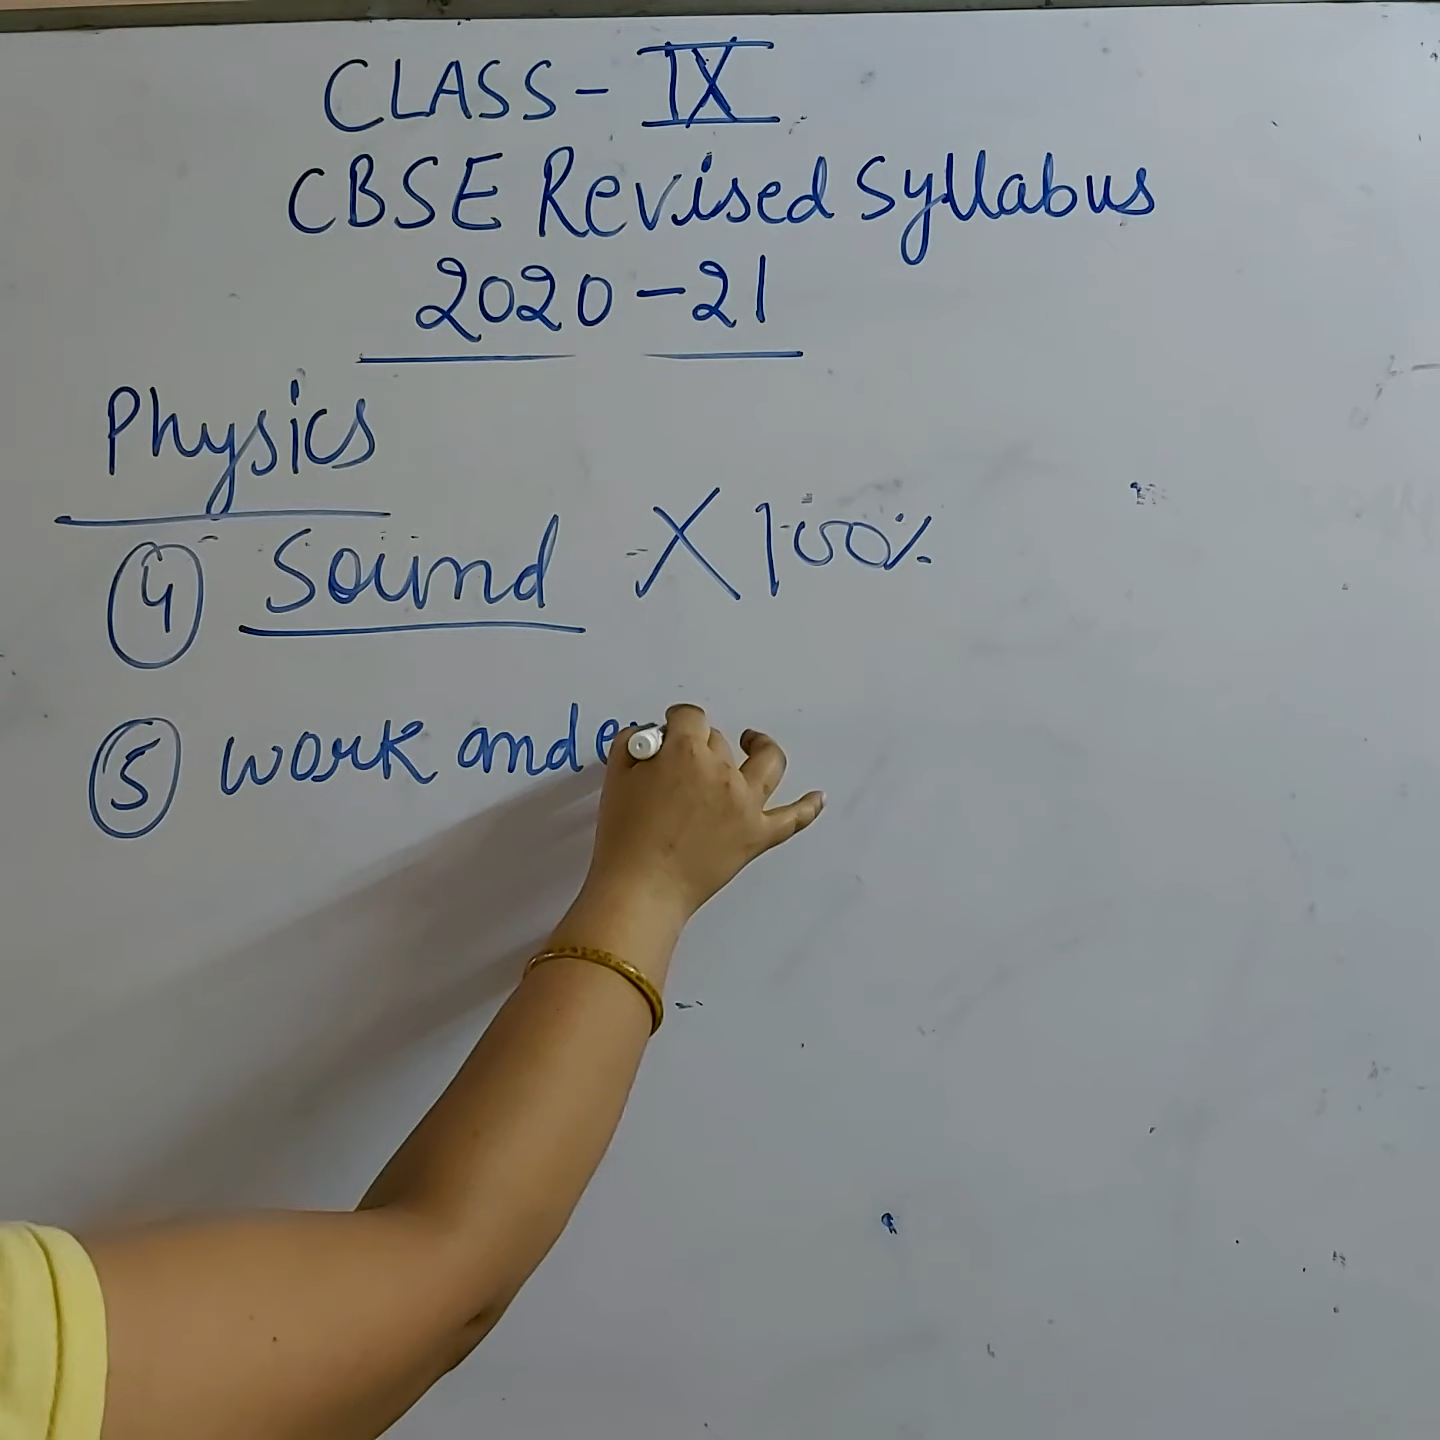 CLASS - IX
CBSE Revised Syllabus
2020-21
Physics
4 Sound X 100%
5 work and e